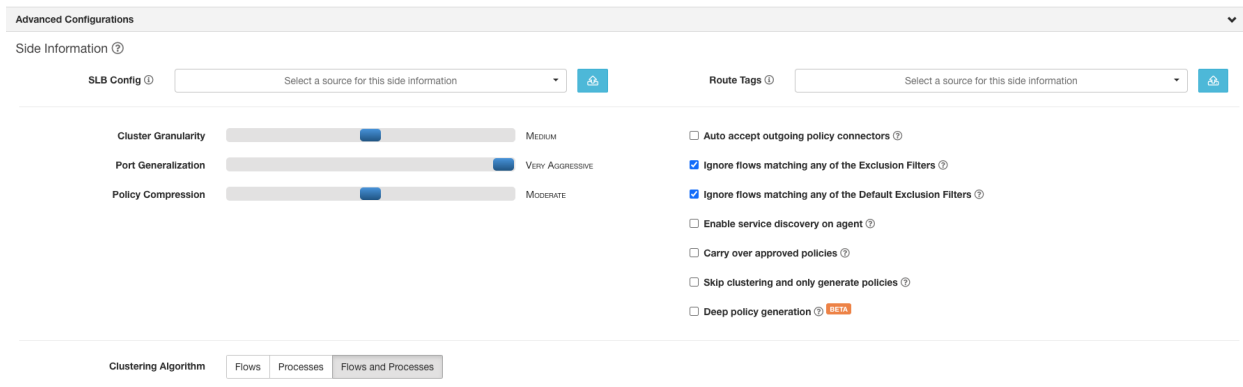 Advanced Configurations
Side Information ?
SLB Config i Select a source for this side information
Route Tags i Select a source for this side information
Cluster Granularity MEDIUM
Port Generalization VERY AGGRESSIVE
Policy Compression MODERATE
Auto accept outgoing policy connectors ?
Ignore flows matching any of the Exclusion Filters ?
Ignore flows matching any of the Default Exclusion Filters ?
Enable service discovery on agent ?
Carry over approved policies ?
Skip clustering and only generate policies ?
Deep policy generation ? BETA
Clustering Algorithm Flows Processes Flows and Processes